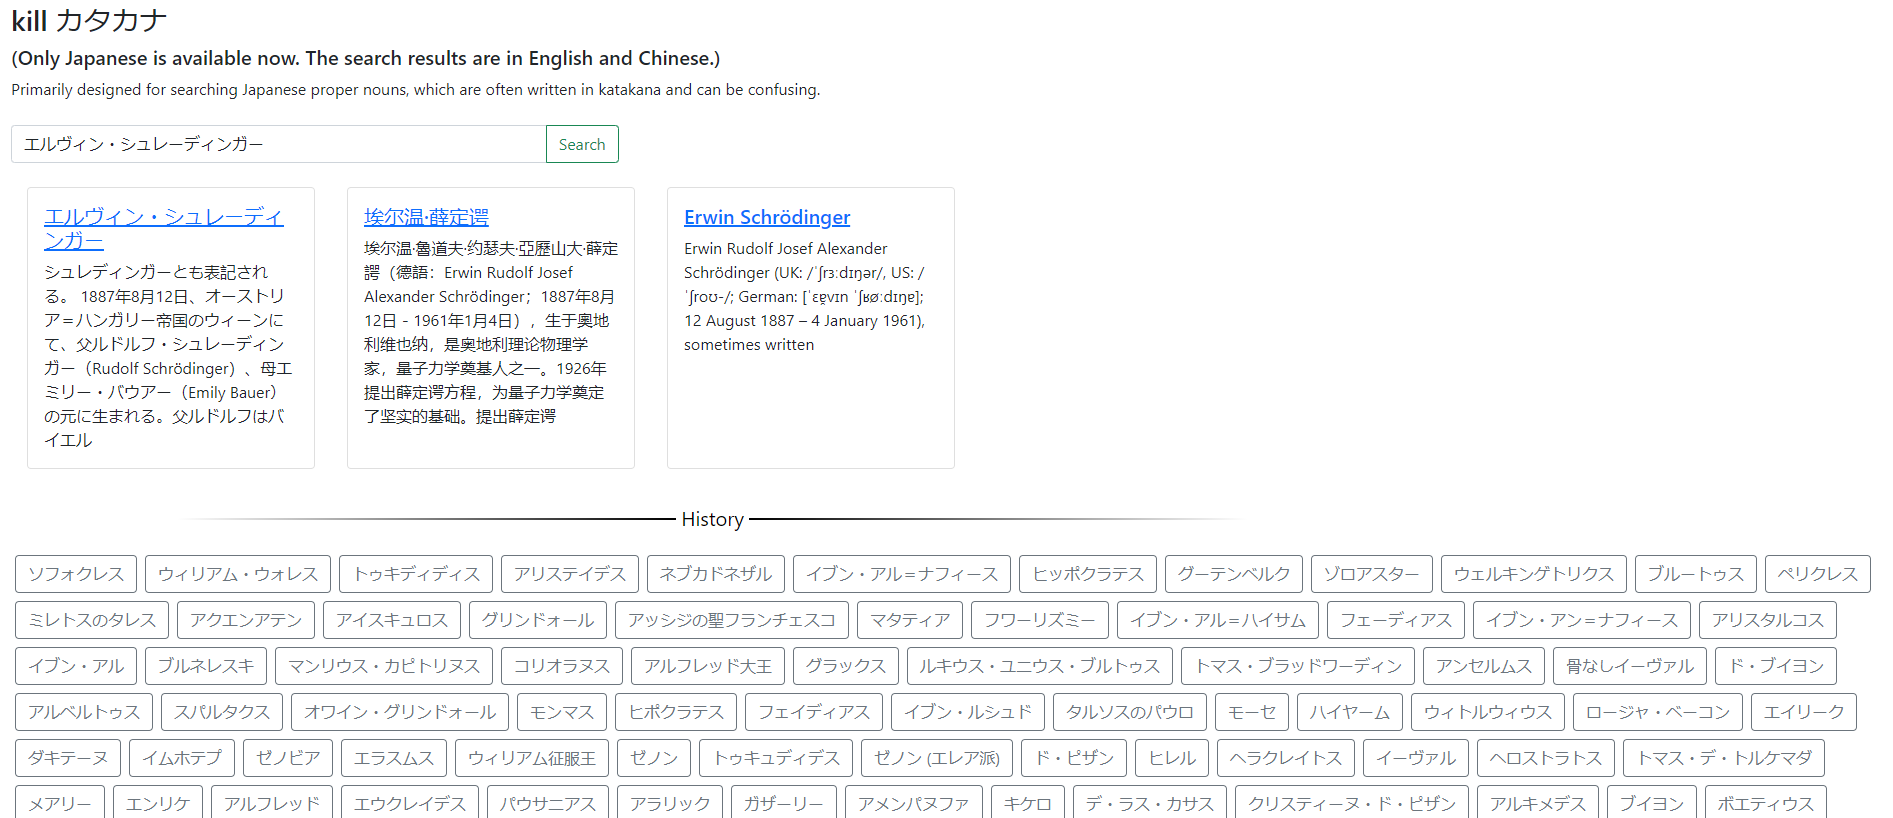 kill カタカナ
(Only Japanese is available now. The search results are in English and Chinese.)
Primarily designed for searching Japanese proper nouns, which are often written in katakana and can be confusing.
エルヴィン・シュレーディンガー Search
エルヴィン・シュレーディ
ンガー
シュレディンガーとも表記され
る。 1887年8月12日、オーストリ
ア＝ハンガリー帝国のウィーンに
て、父ルドルフ・シュレーディン
ガー（Rudolf Schrödinger）、母エ
ミリー・バウアー（Emily Bauer）
の元に生まれる。父ルドルフはバ
イエル
埃尔温·薛定谔
埃尔温·魯道夫·约瑟夫·亞歷山大·薛定
諤（德語：Erwin Rudolf Josef
Alexander Schrödinger；1887年8月
12日 - 1961年1月4日），生于奧地
利维也纳，是奥地利理论物理学
家，量子力学奠基人之一。1926年
提出薛定谔方程，为量子力学奠定
了坚实的基础。提出薛定谔
Erwin Schrödinger
Erwin Rudolf Josef Alexander
Schrödinger (UK: /ˈʃrɜːdɪŋər/, US: /
ˈʃroʊ-/; German: [ˈɛɐ̯vɪn ˈʃʁøːdɪŋɐ];
12 August 1887 – 4 January 1961),
sometimes written
History
ソフォクレス ウィリアム・ウォレス トゥキディディス アリステイデス ネブカドネザル イブン・アル＝ナフィース ヒッポクラテス グーテンベルク ゾロアスター ウェルキンゲトリクス ブルートゥス ペリクレス
ミレトスのタレス アクエンアテン アイスキュロス グリンドォール アッシジの聖フランチェスコ マタティア フワーリズミー イブン・アル＝ハイサム フェーディアス イブン・アン＝ナフィース アリスタルコス
イブン・アル ブルネレスキ マンリウス・カピトリヌス コリオラヌス アルフレッド大王 グラックス ルキウス・ユニウス・ブルトゥス トマス・ブラッドワーディン アンセルムス 骨なしイーヴァル ド・ブイヨン
アルベルトゥス スパルタクス オワイン・グリンドォール モンマス ヒポクラテス フェイディアス イブン・ルシュド タルソスのパウロ モーセ ハイヤーム ウィトルウィウス ロージャ・ベーコン エイリーク
ダキテーヌ イムホテプ ゼノビア エラスムス ウィリアム征服王 ゼノン トゥキュディデス ゼノン (エレア派) ド・ピザン ヒレル ヘラクレイトス イーヴァル ヘロストラトス トマス・デ・トルケマダ
メアリー エンリケ アルフレッド エウクレイデス パウサニアス アラリック ガザーリー アメンパヌファ キケロ デ・ラス・カサス クリスティーヌ・ド・ピザン アルキメデス ブイヨン ボエティウス